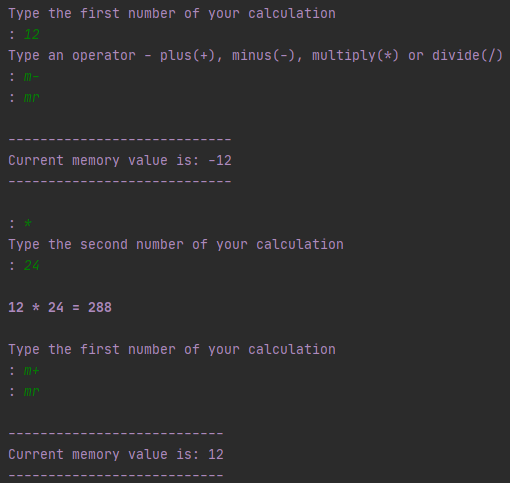 Type the first number of your calculation
: 12
Type an operator - plus(+), minus(-), multiply(*) or divide(/)
: m-
: mr
----------------------------
Current memory value is: -12
----------------------------
: *
Type the second number of your calculation
: 24
12 * 24 = 288
Type the first number of your calculation
: m+
: mr
---------------------------
Current memory value is: 12
---------------------------